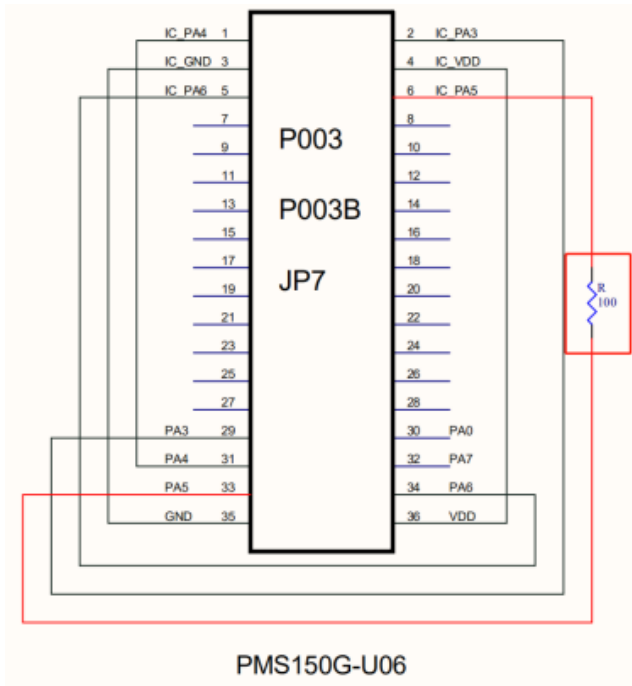 IC_PA4 1 2 IC_PA3
IC_GND 3 4 IC_VDD
IC_PA6 5 6 IC_PA5
7 8
P003
9 10
11 12
P003B
13 14
15 16
17 18
JP7
19 20
R
100
21 22
23 24
25 26
27 28
PA3 29 30 PA0
PA4 31 32 PA7
PA5 33 34 PA6
GND 35 36 VDD
PMS150G-U06